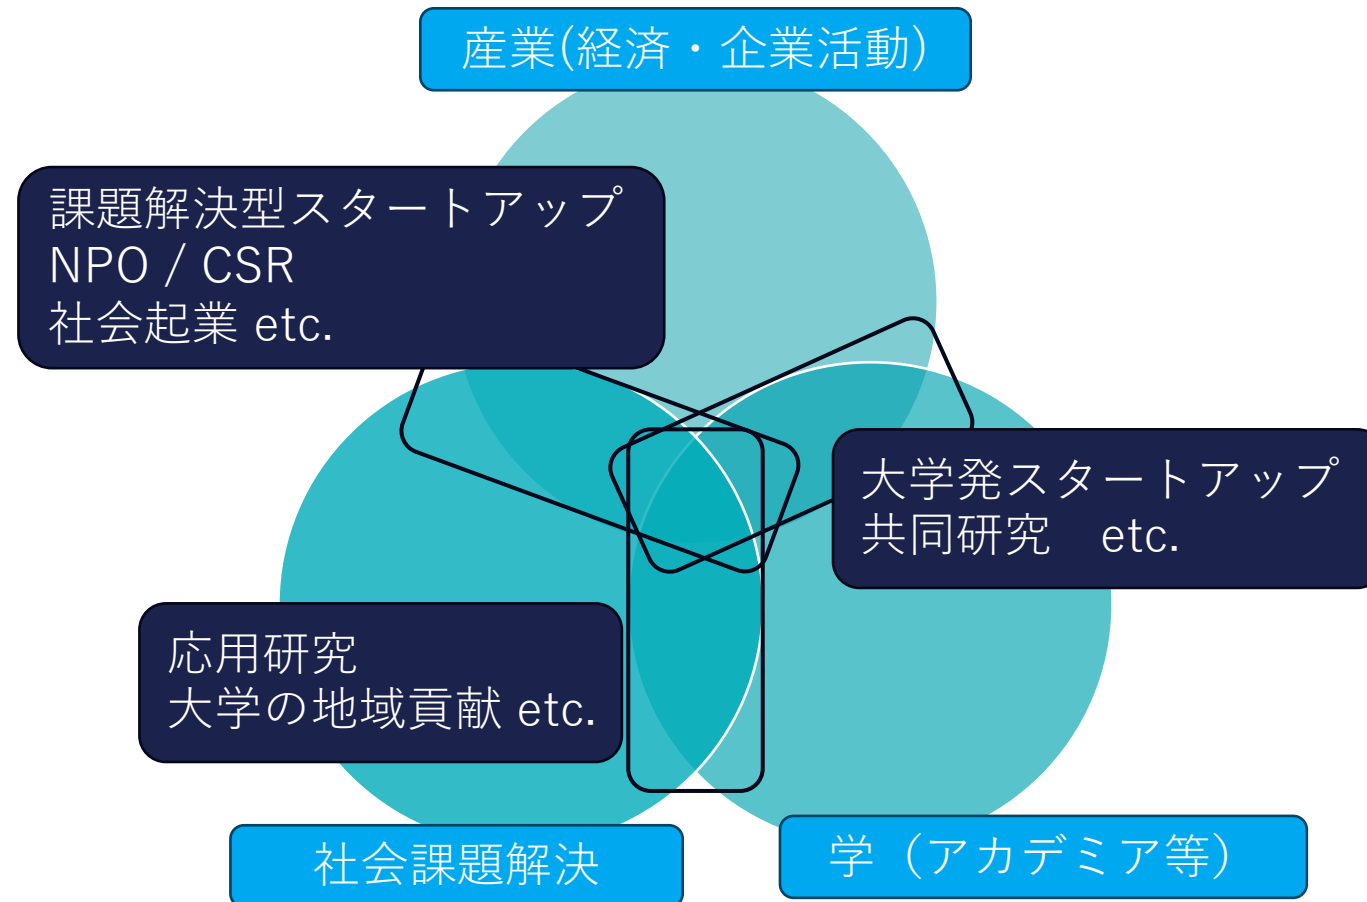 産業(経済・企業活動)
課題解決型スタートアップ
NPO / CSR
社会起業 etc.
大学発スタートアップ
共同研究　etc.
応用研究
大学の地域貢献 etc.
社会課題解決
学（アカデミア等）